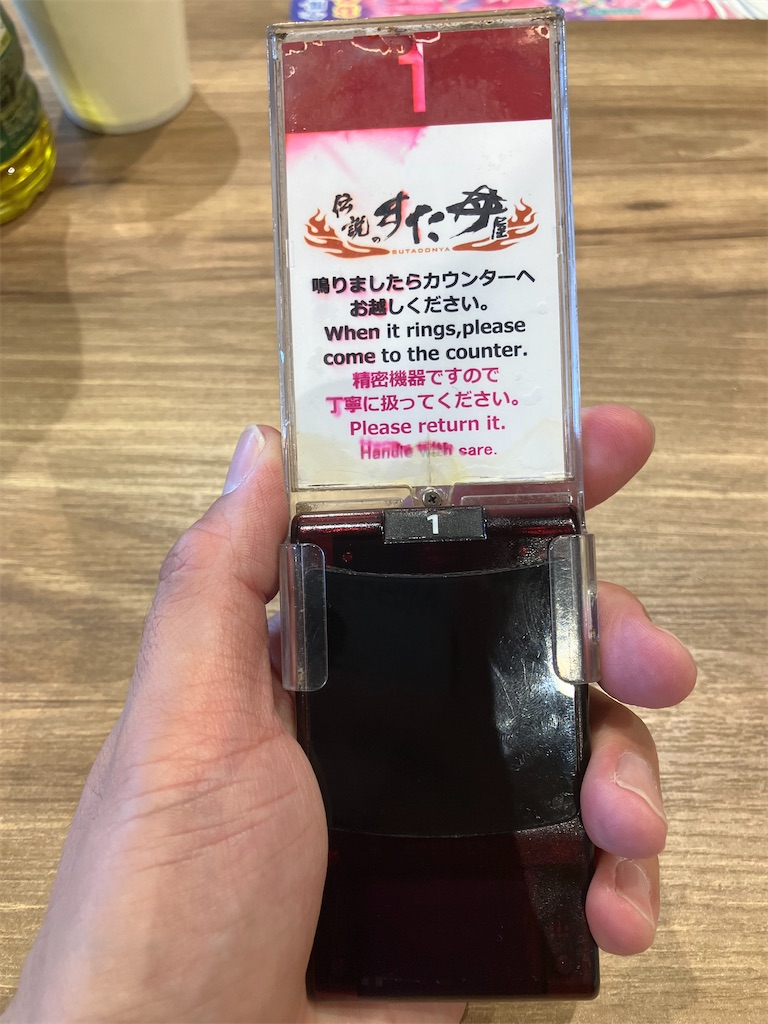 1
伝説のすた丼屋
SUTADONYA
鳴りましたらカウンターへ
お越しください。
When it rings,please
come to the counter.
精密機器ですので
丁寧に扱ってください。
Please return it.
Handle with care.
1